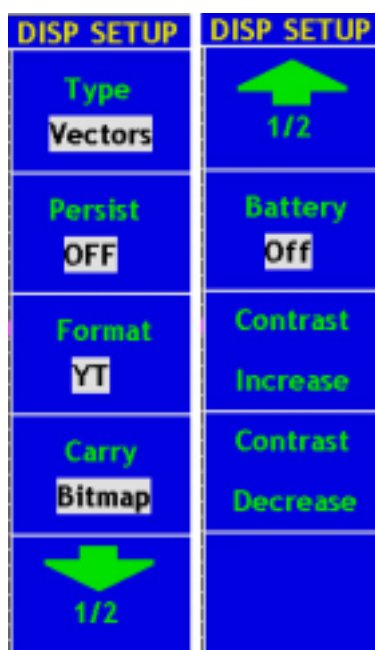 DISP SETUP
Type
Vectors
Persist
OFF
Format
YT
Carry
Bitmap
1/2
DISP SETUP
1/2
Battery
Off
Contrast
Increase
Contrast
Decrease